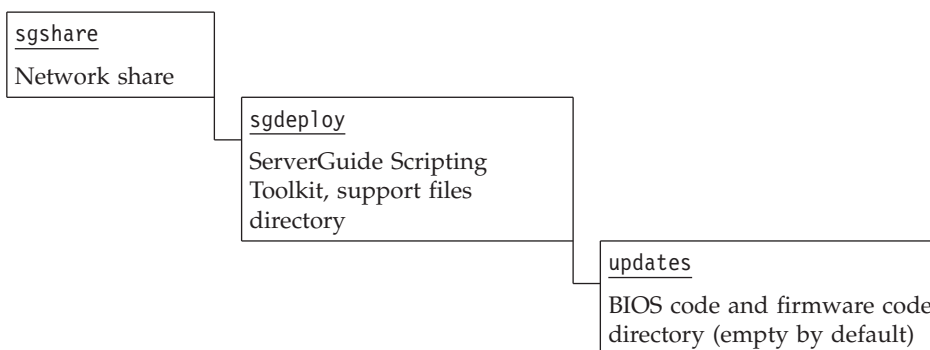 sgshare
Network share
sgdeploy
ServerGuide Scripting
Toolkit, support files
directory
updates
BIOS code and firmware code
directory (empty by default)